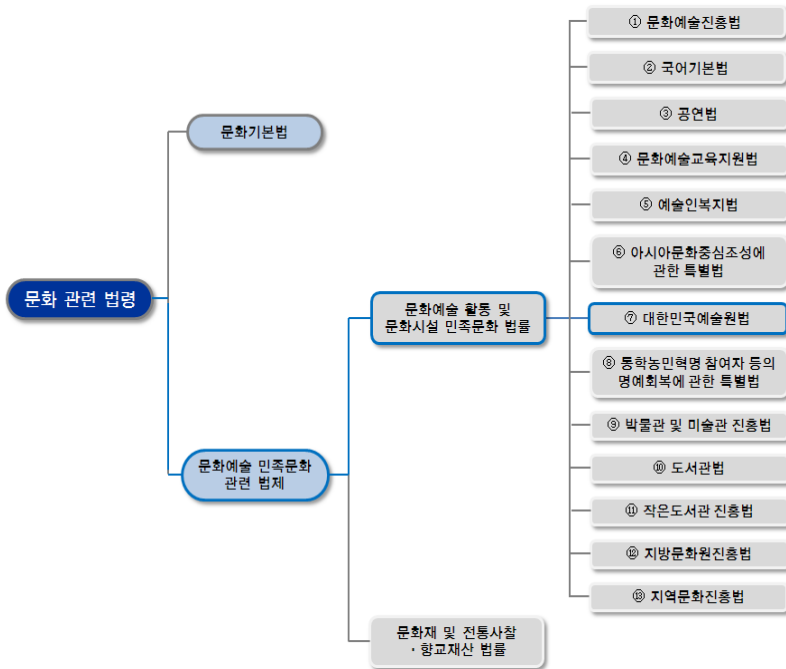 문화 관련 법령
문화기본법
문화예술 민족문화
관련 법제
문화예술 활동 및
문화시설 민족문화 법률
문화재 및 전통사찰
· 향교재산 법률
① 문화예술진흥법
② 국어기본법
③ 공연법
④ 문화예술교육지원법
⑤ 예술인복지법
⑥ 아시아문화중심조성에
관한 특별법
⑦ 대한민국예술원법
⑧ 통학농민혁명 참여자 등의
명예회복에 관한 특별법
⑨ 박물관 및 미술관 진흥법
⑩ 도서관법
⑪ 작은도서관 진흥법
⑫ 지방문화원진흥법
⑬ 지역문화진흥법